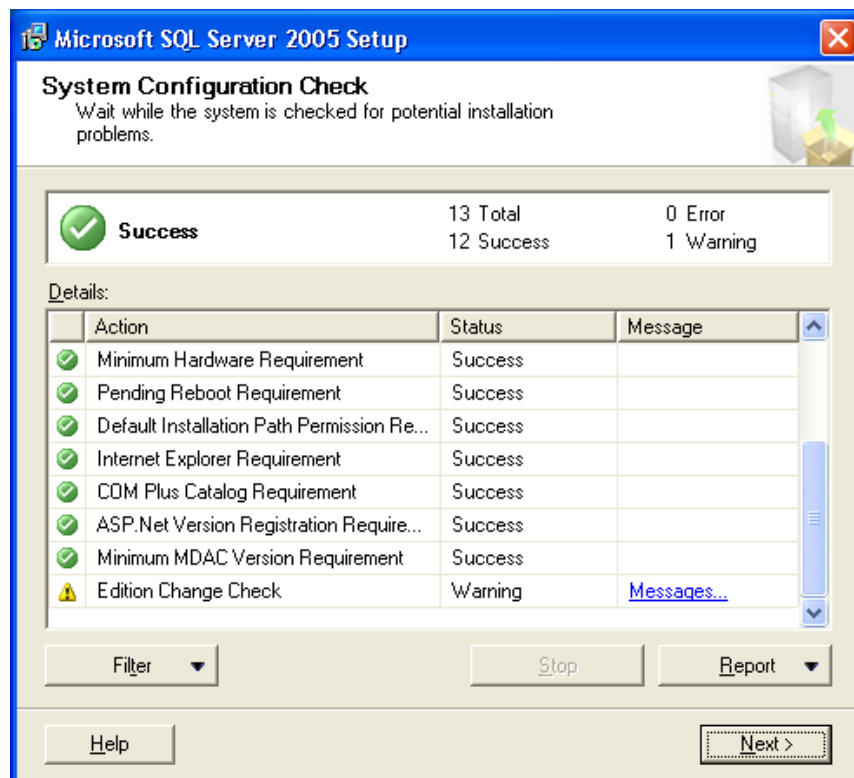 Microsoft SQL Server 2005 Setup
System Configuration Check
Wait while the system is checked for potential installation
problems.
Success 13 Total 0 Error
12 Success 1 Warning
Details:
Action Status Message
Minimum Hardware Requirement Success
Pending Reboot Requirement Success
Default Installation Path Permission Re... Success
Internet Explorer Requirement Success
COM Plus Catalog Requirement Success
ASP.Net Version Registration Require... Success
Minimum MDAC Version Requirement Success
Edition Change Check Warning Messages...
Filter Stop Report
Help Next >